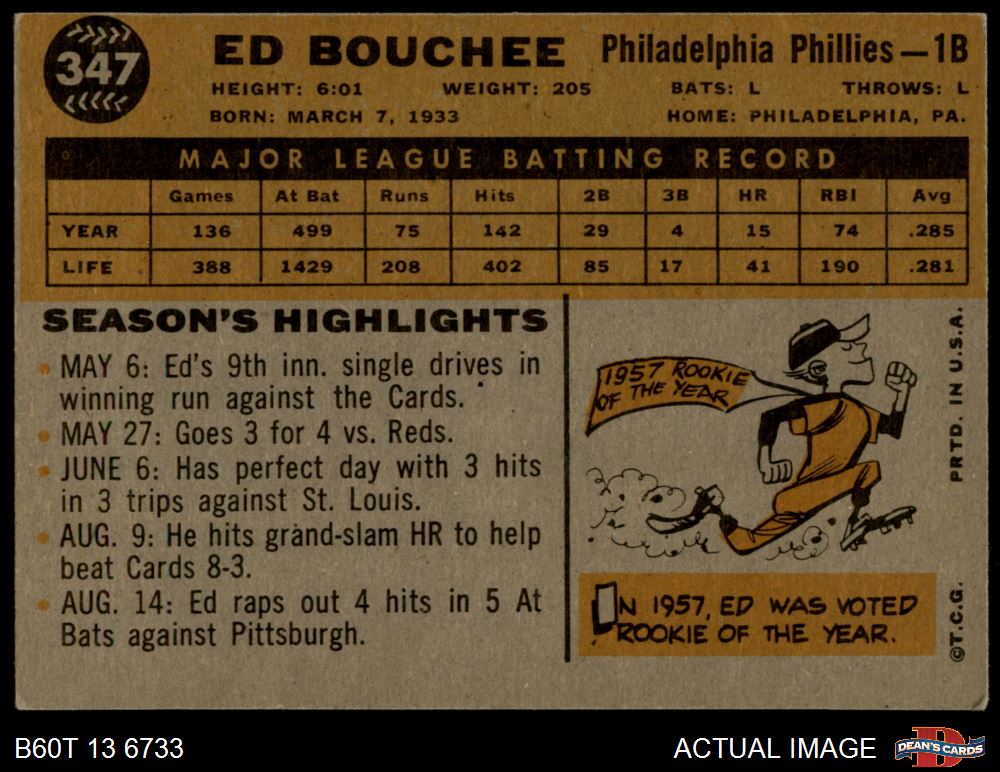 347
ED BOUCHEE Philadelphia Phillies—1B
HEIGHT: 6:01 WEIGHT: 205 BATS: L THROWS: L
BORN: MARCH 7, 1933 HOME: PHILADELPHIA, PA.
MAJOR LEAGUE BATTING RECORD
Games At Bat Runs Hits 2B 3B HR RBI Avg
YEAR 136 499 75 142 29 4 15 74 .285
LIFE 388 1429 208 402 85 17 41 190 .281
SEASON'S HIGHLIGHTS
• MAY 6: Ed's 9th inn. single drives in
winning run against the Cards.
• MAY 27: Goes 3 for 4 vs. Reds.
• JUNE 6: Has perfect day with 3 hits
in 3 trips against St. Louis.
• AUG. 9: He hits grand-slam HR to help
beat Cards 8-3.
• AUG. 14: Ed raps out 4 hits in 5 At
Bats against Pittsburgh.
1957 ROOKIE
OF THE YEAR
IN 1957, ED WAS VOTED
ROOKIE OF THE YEAR.
©T.C.G. PRTD. IN U.S.A.
B60T 13 6733 ACTUAL IMAGE
D
DEAN'S CARDS